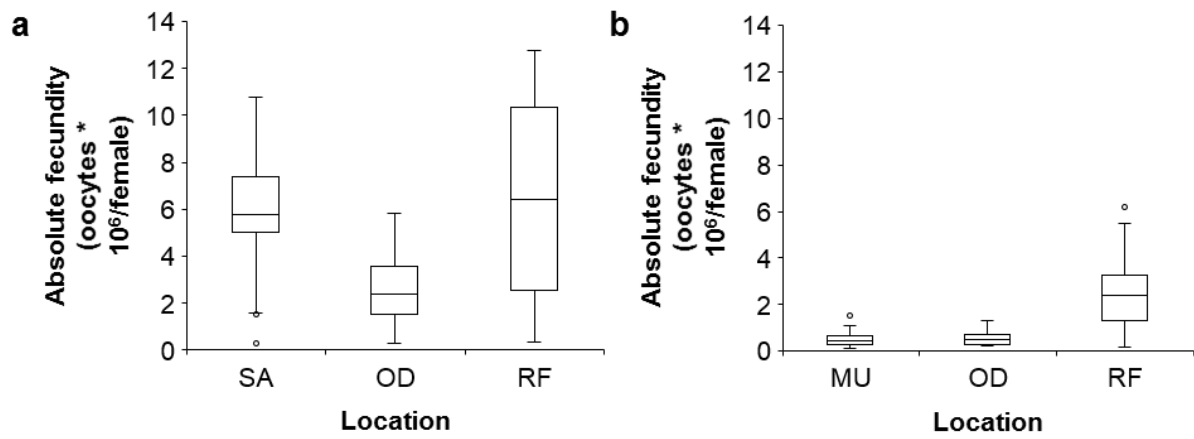 a
Absolute fecundity
(oocytes *
10⁶/female)
14
12
10
8
6
4
2
0
SA OD RF
Location
b
Absolute fecundity
(oocytes *
10⁶/female)
14
12
10
8
6
4
2
0
MU OD RF
Location